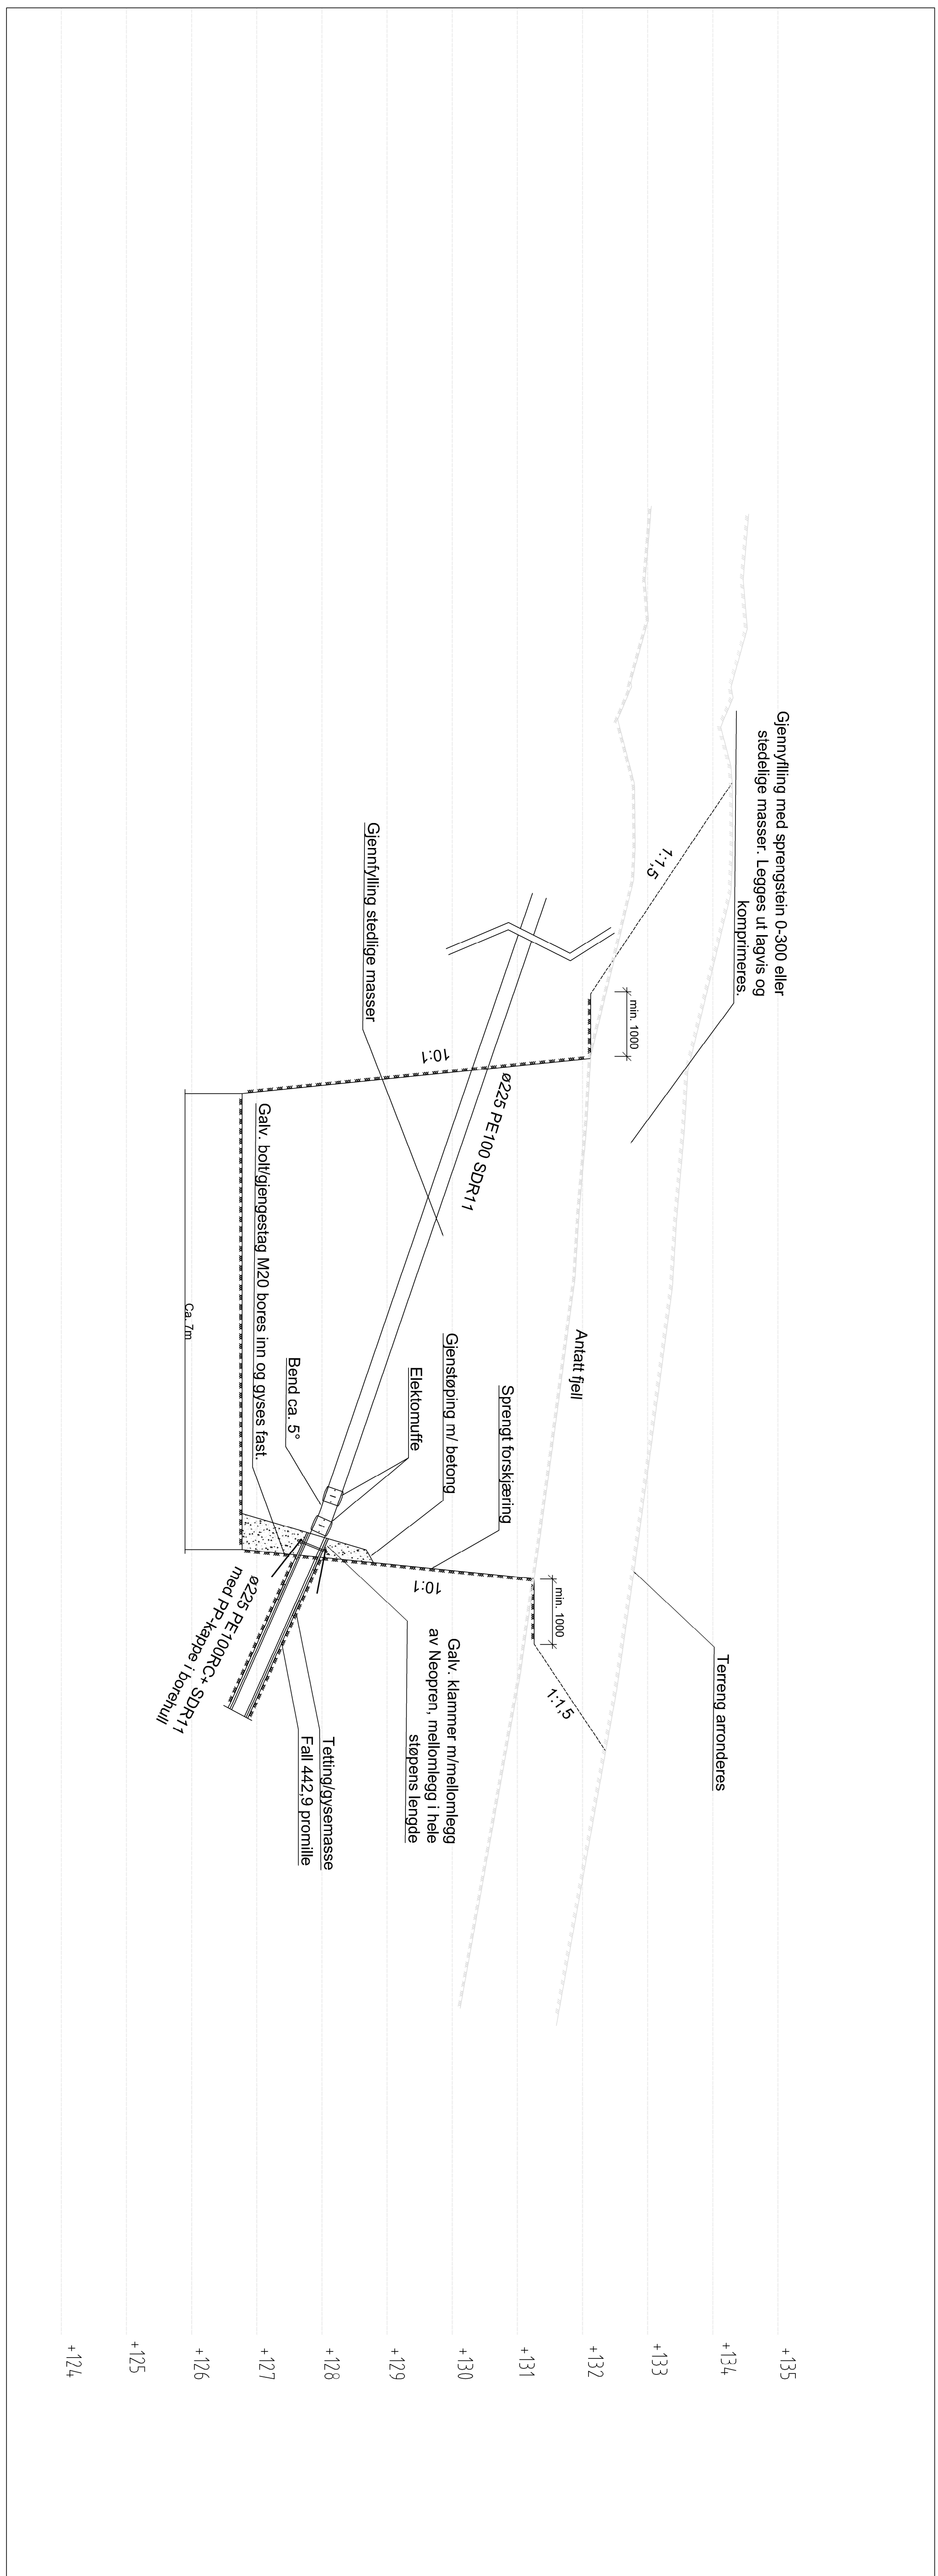 Gjennyflling med sprengstein 0-300 eller
stedelige masser. Legges ut lagvis og
komprimeres.
1:1,5
min. 1000
Gjennfylling stedlige masser
10:1
ø225 PE100 SDR11
Antatt fjell
Sprengt forskjæring
Gjenstøping m/ betong
Elektomuffe
Bend ca. 5°
Galv. bolt/gjengestag M20 bores inn og gyses fast.
Ca. 7m
10:1
min. 1000
1:1,5
Terreng arronderes
Galv. klammer m/mellomlegg
av Neopren, mellomlegg i hele
støpens lengde
Tetting/gysemasse
Fall 442,9 promille
ø225 PE100RC+ SDR11
med PP-kappe i borehull
+135
+134
+133
+132
+131
+130
+129
+128
+127
+126
+125
+124